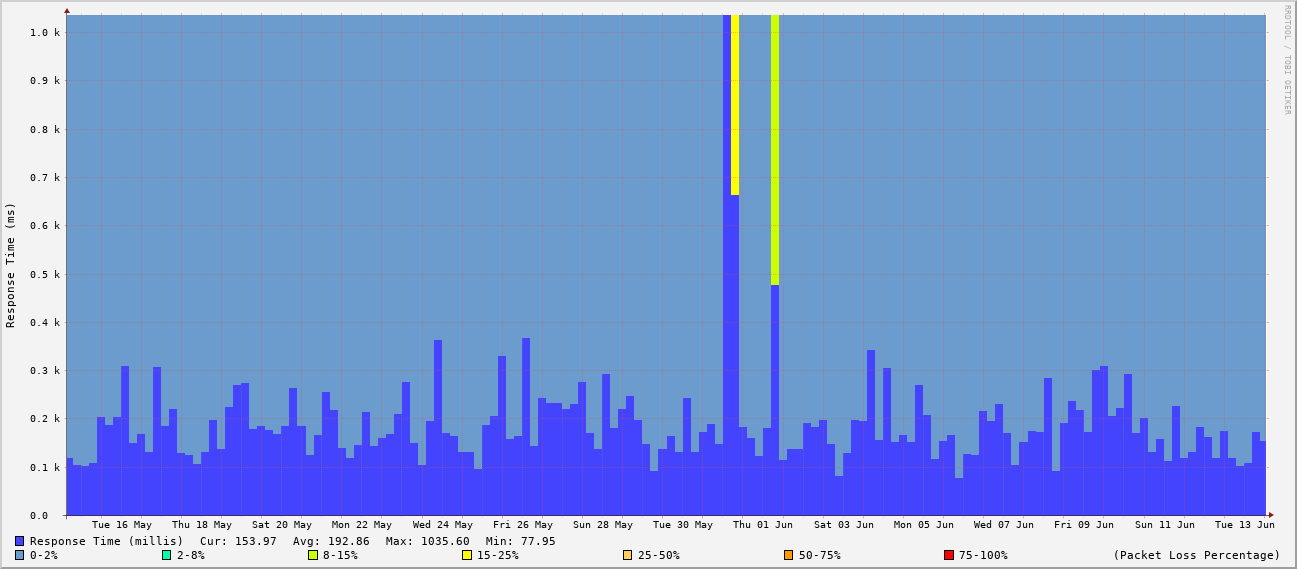 RRDTOOL / TOBI OETIKER
Response Time (ms)
1.0 k
0.9 k
0.8 k
0.7 k
0.6 k
0.5 k
0.4 k
0.3 k
0.2 k
0.1 k
0.0
Tue 16 May Thu 18 May Sat 20 May Mon 22 May Wed 24 May Fri 26 May Sun 28 May Tue 30 May Thu 01 Jun Sat 03 Jun Mon 05 Jun Wed 07 Jun Fri 09 Jun Sun 11 Jun Tue 13 Jun
Response Time (millis) Cur: 153.97 Avg: 192.86 Max: 1035.60 Min: 77.95
0-2% 2-8% 8-15% 15-25% 25-50% 50-75% 75-100% (Packet Loss Percentage)